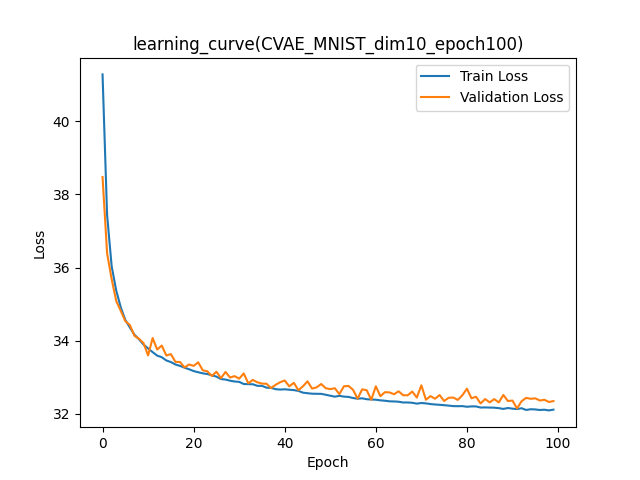 learning_curve(CVAE_MNIST_dim10_epoch100)
Train Loss
Validation Loss
40
38
36
34
32
Loss
0
20
40
60
80
100
Epoch